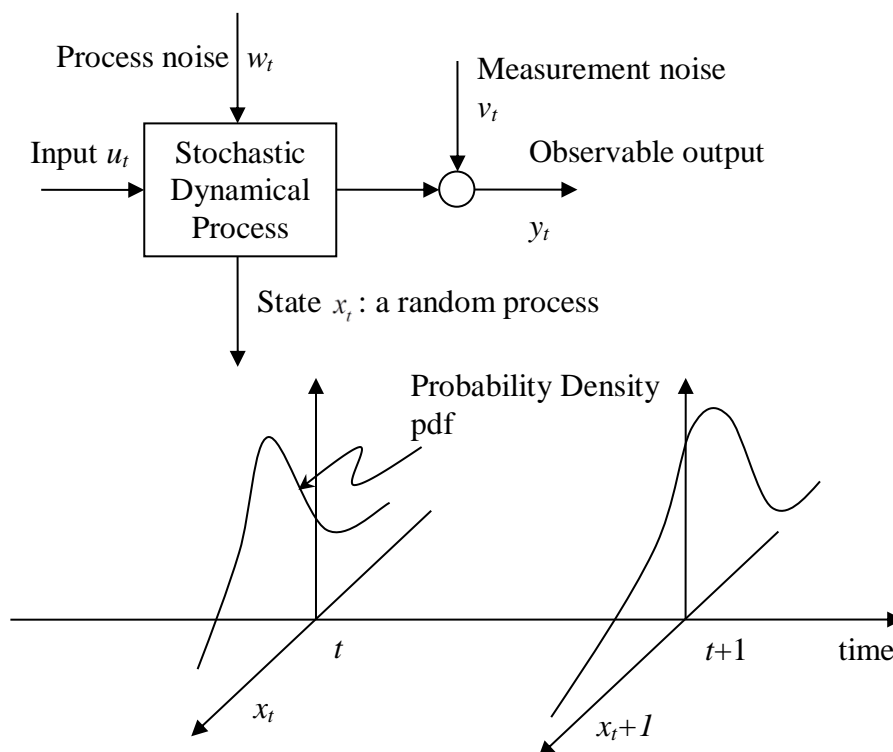 Process noise w_t
Measurement noise
v_t
Input u_t
Stochastic
Dynamical
Process
Observable output
y_t
State x_t : a random process
Probability Density
pdf
t
t+1
time
x_t
x_t+1